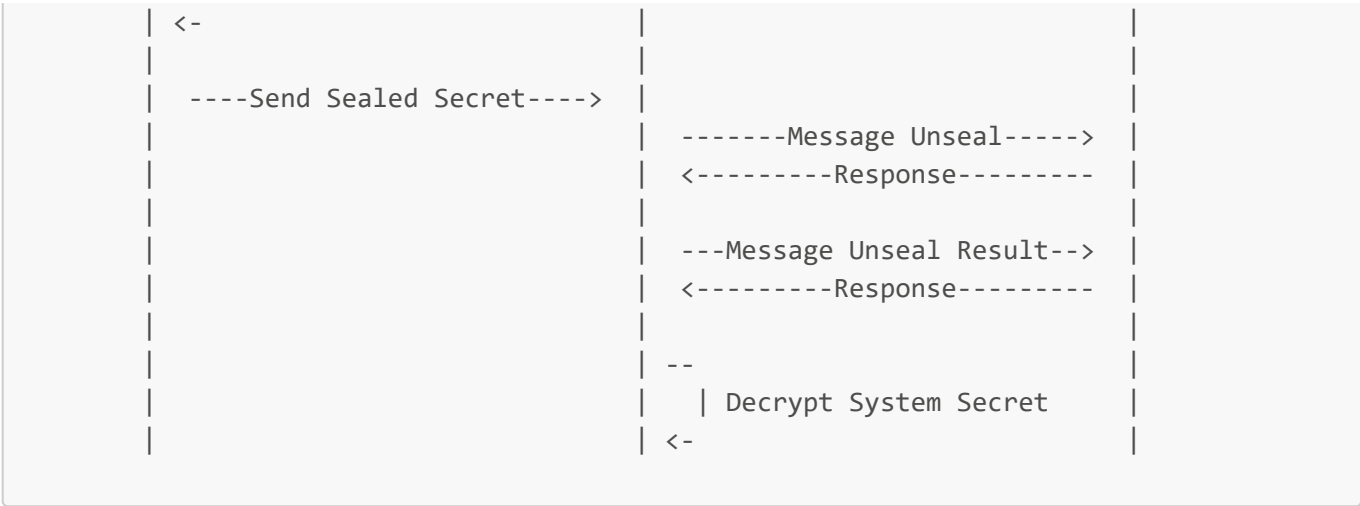 | <- | |
| | |
| ----Send Sealed Secret----> | |
| | -------Message Unseal-----> |
| | <---------Response--------- |
| | |
| | ---Message Unseal Result--> |
| | <---------Response--------- |
| | |
| | -- |
| | | Decrypt System Secret |
| | <- |